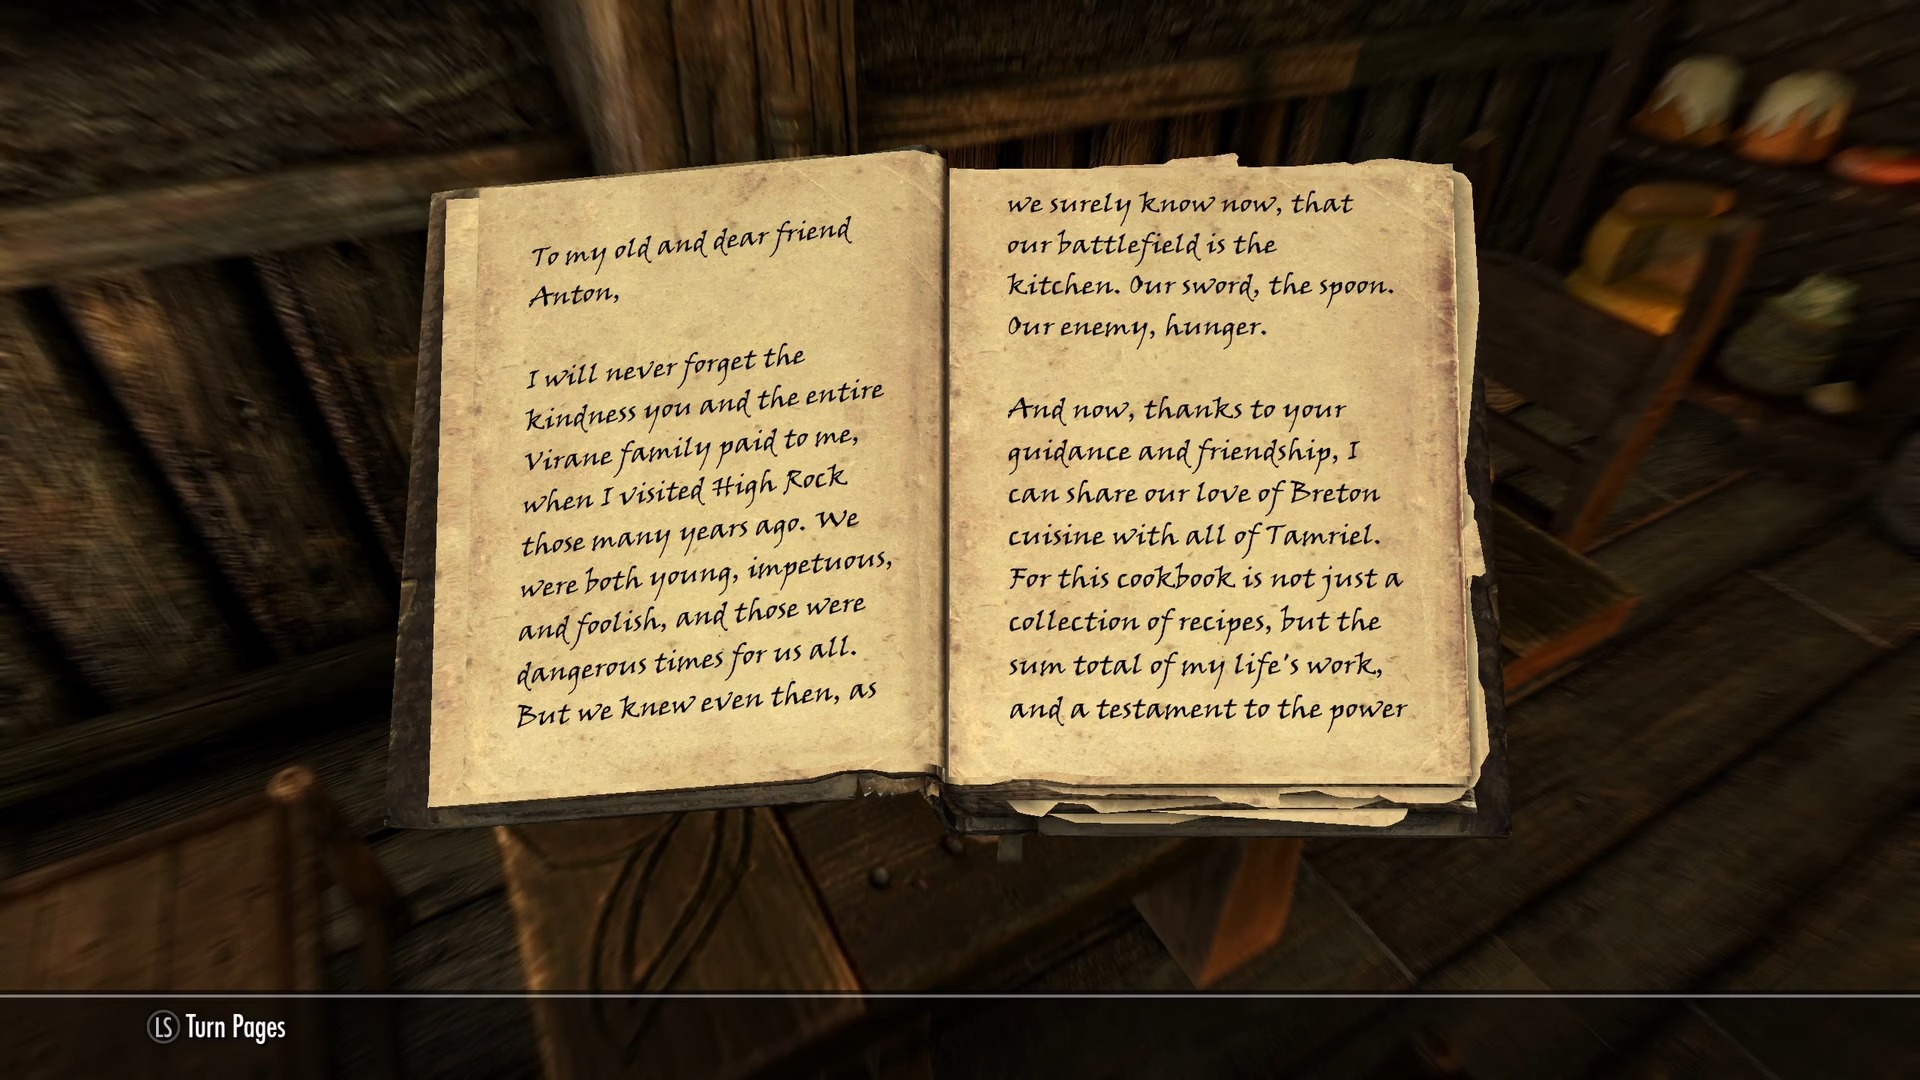 To my old and dear friend
Anton,
I will never forget the
kindness you and the entire
Virane family paid to me,
when I visited High Rock
those many years ago. We
were both young, impetuous,
and foolish, and those were
dangerous times for us all.
But we knew even then, as
we surely know now, that
our battlefield is the
kitchen. Our sword, the spoon.
Our enemy, hunger.
And now, thanks to your
guidance and friendship, I
can share our love of Breton
cuisine with all of Tamriel.
For this cookbook is not just a
collection of recipes, but the
sum total of my life's work,
and a testament to the power
LS Turn Pages